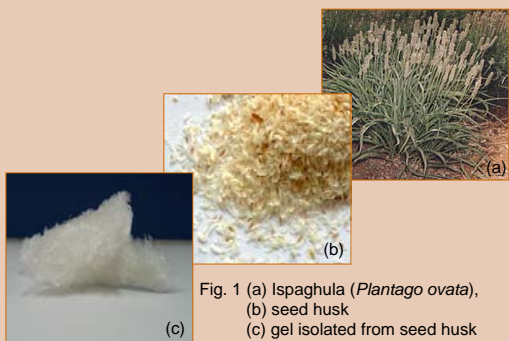 (a)
(b)
(c)
Fig. 1 (a) Ispaghula (Plantago ovata),
(b) seed husk
(c) gel isolated from seed husk